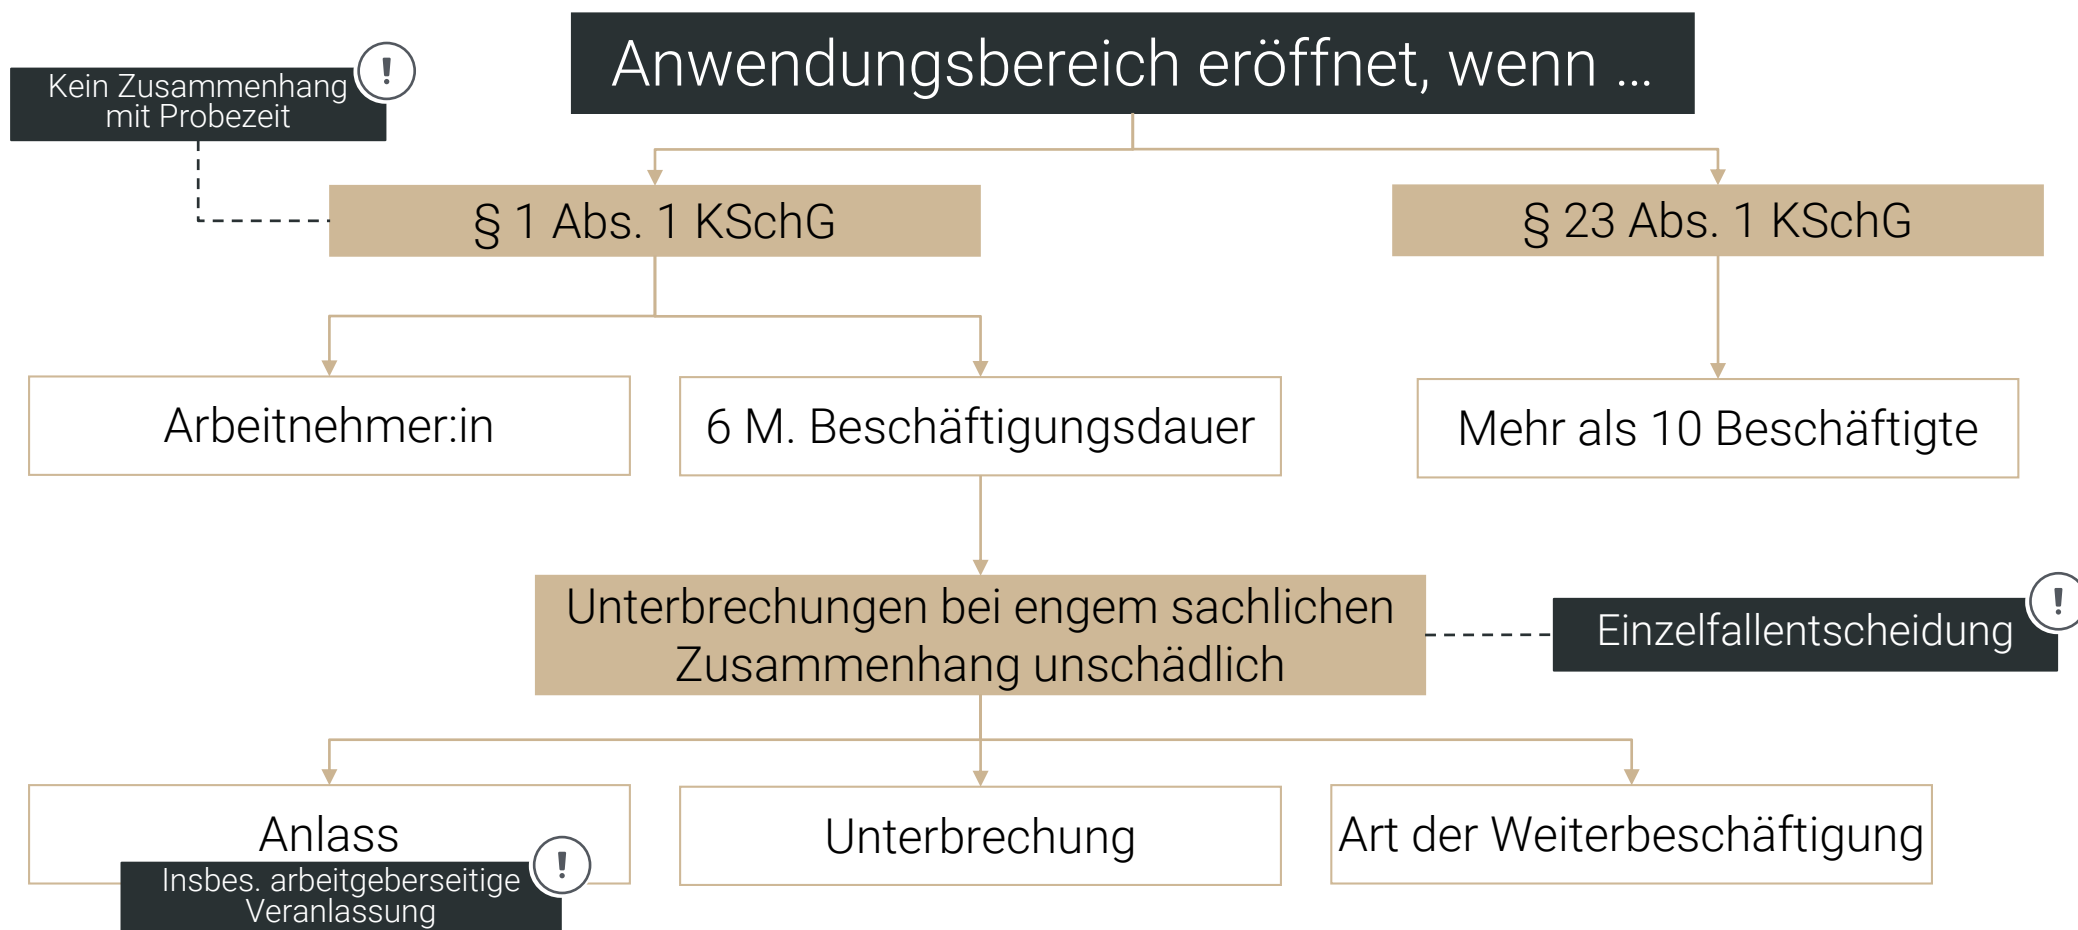 Anwendungsbereich eröffnet, wenn ...
Kein Zusammenhang
mit Probezeit
!
§ 1 Abs. 1 KSchG
§ 23 Abs. 1 KSchG
Arbeitnehmer:in
6 M. Beschäftigungsdauer
Mehr als 10 Beschäftigte
Unterbrechungen bei engem sachlichen
Zusammenhang unschädlich
Einzelfallentscheidung
!
Anlass
Insbes. arbeitgeberseitige
Veranlassung
!
Unterbrechung
Art der Weiterbeschäftigung